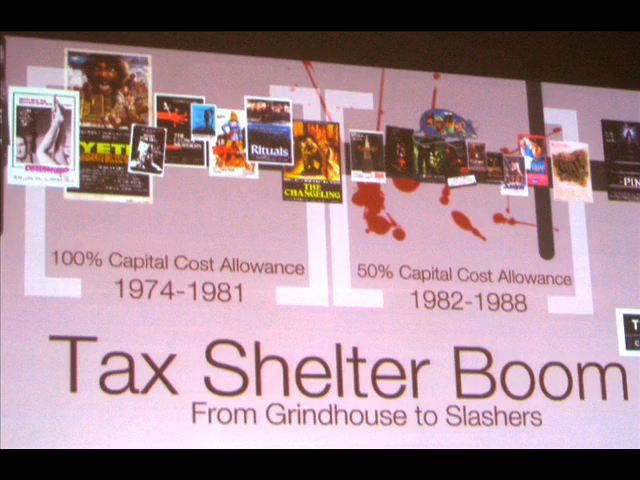 YETI
Rituals
THE
CHANGELING
100% Capital Cost Allowance
1974-1981
50% Capital Cost Allowance
1982-1988
Tax Shelter Boom
From Grindhouse to Slashers